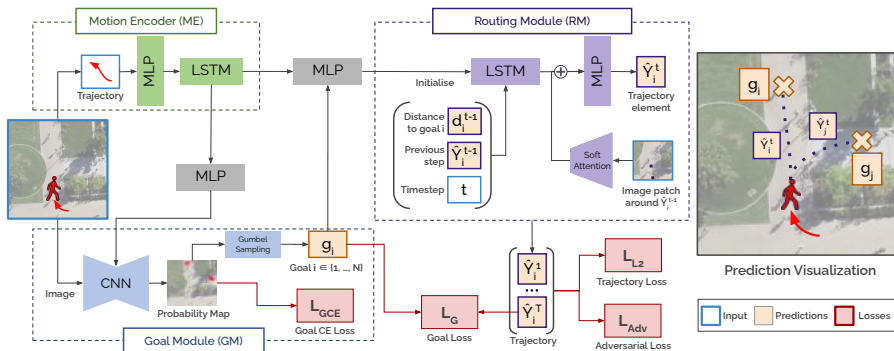 Motion Encoder (ME)
Trajectory
MLP
LSTM
MLP
MLP
Routing Module (RM)
Initialise
LSTM
MLP
Ŷᵢᵗ
Trajectory
element
Distance
to goal i
dᵢᵗ⁻¹
Previous
step
Ŷᵢᵗ⁻¹
Timestep
t
Soft
Attention
Image patch
around Ŷᵢᵗ⁻¹
Image
CNN
Probability Map
Gumbel
Sampling
gᵢ
Goal i ∈ {1, ..., N}
L_GCE
Goal CE Loss
Goal Module (GM)
L_G
Goal Loss
Ŷᵢ¹
...
Ŷᵢᵀ
Trajectory
L_L2
Trajectory Loss
L_Adv
Adversarial Loss
gᵢ
Ŷᵢᵗ
Ŷⱼᵗ
gⱼ
Prediction Visualization
Input
Predictions
Losses